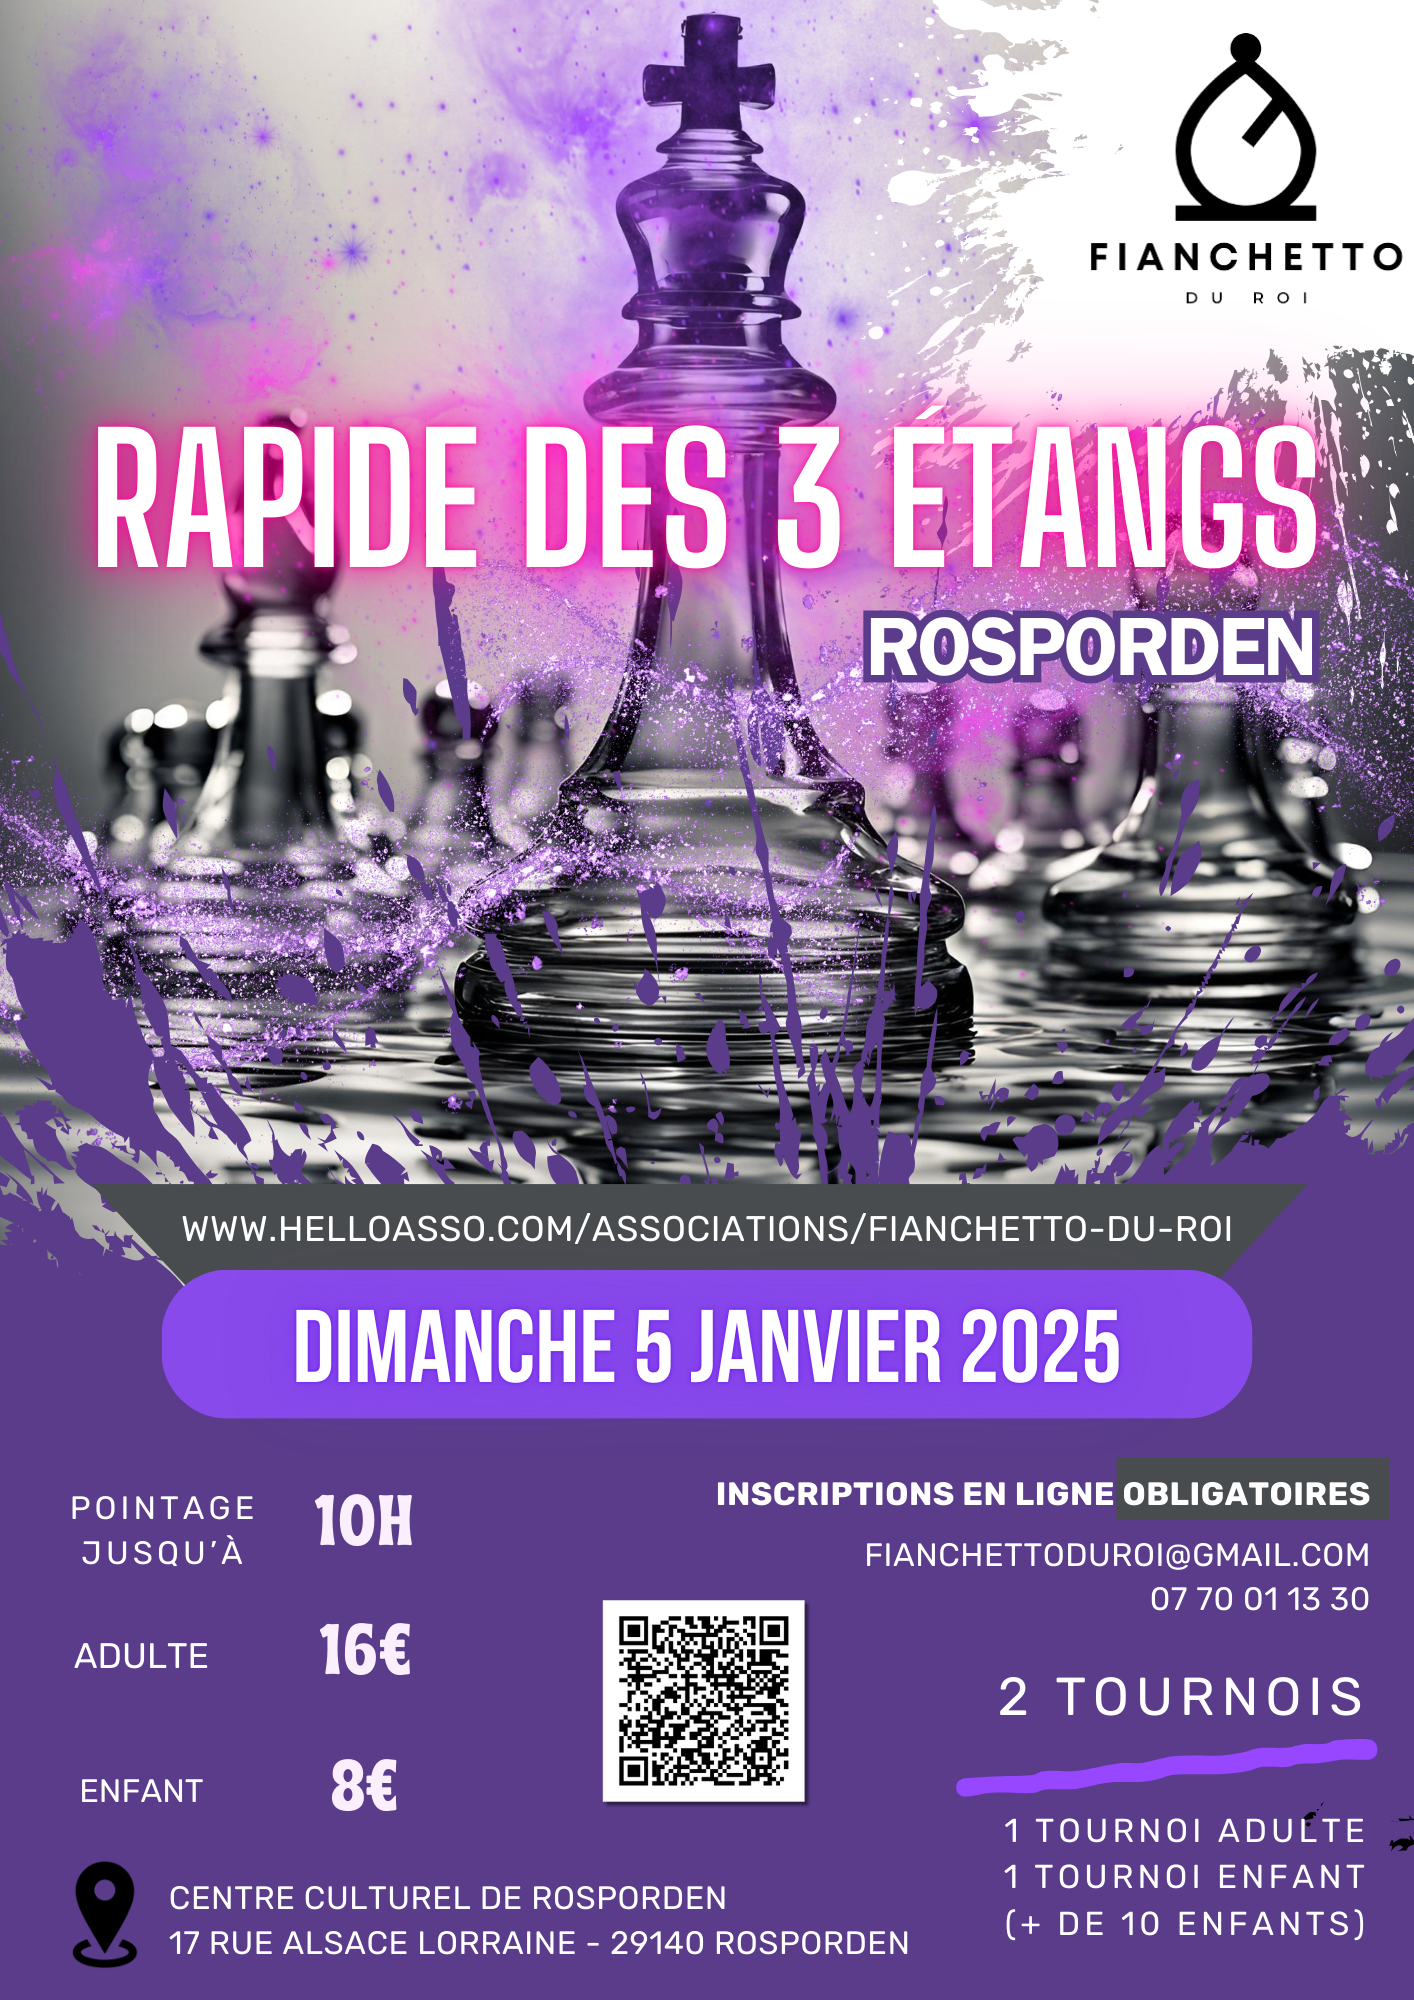 FIANCHETTO
DU ROI
RAPIDE DES 3 ÉTANGS
ROSPORDEN
WWW.HELLOASSO.COM/ASSOCIATIONS/FIANCHETTO-DU-ROI
DIMANCHE 5 JANVIER 2025
POINTAGE
JUSQU'À
10H
ADULTE
16€
ENFANT
8€
INSCRIPTIONS EN LIGNE OBLIGATOIRES
FIANCHETTODUROI@GMAIL.COM
07 70 01 13 30
2 TOURNOIS
1 TOURNOI ADULTE
1 TOURNOI ENFANT
(+ DE 10 ENFANTS)
CENTRE CULTUREL DE ROSPORDEN
17 RUE ALSACE LORRAINE - 29140 ROSPORDEN